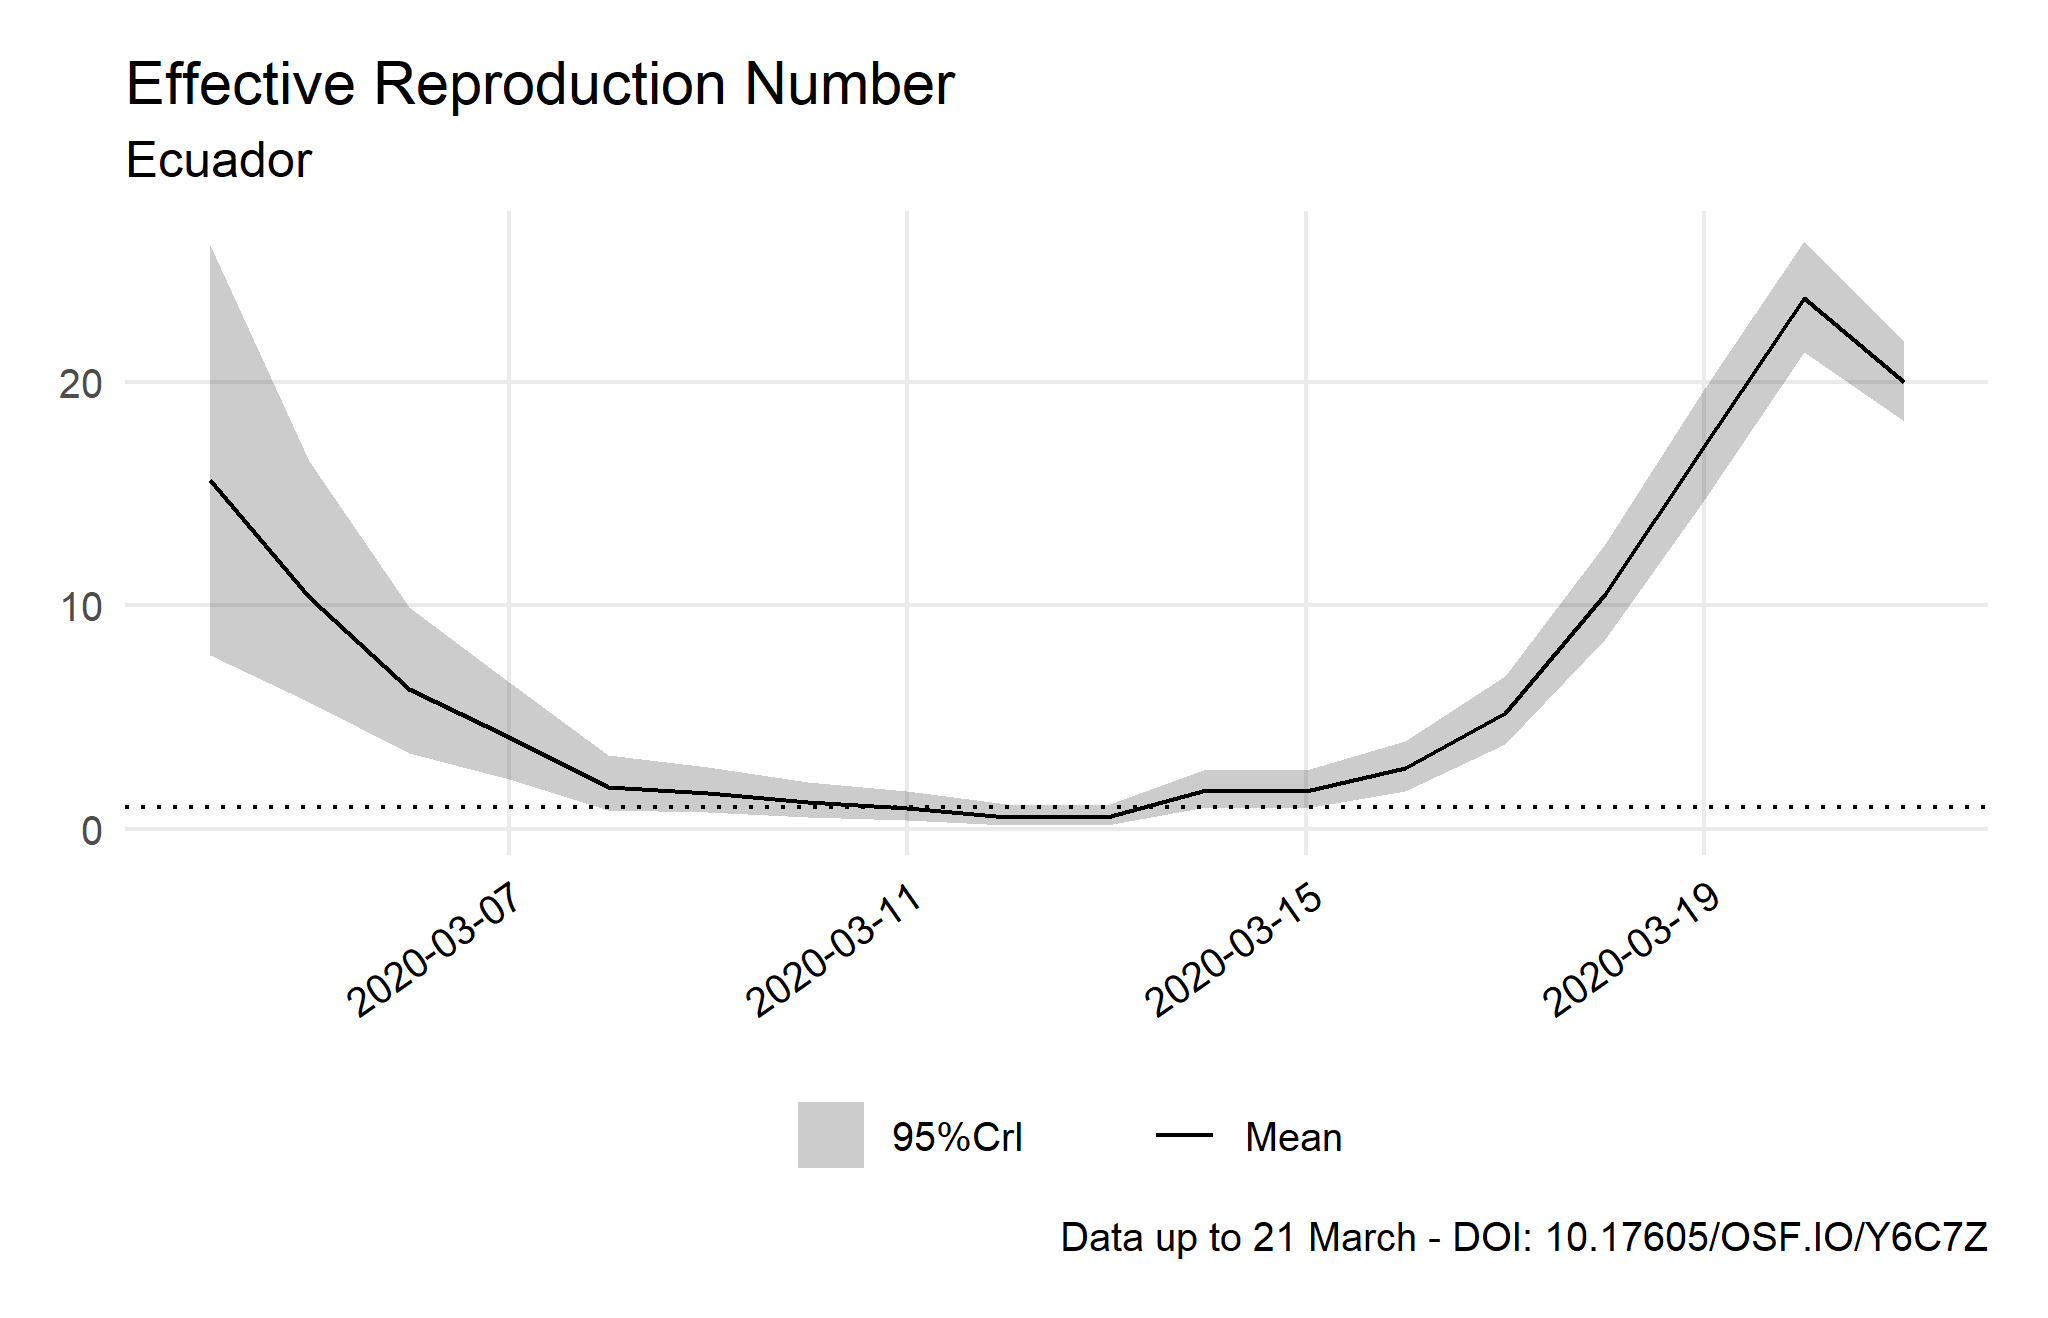 Effective Reproduction Number
Ecuador
20
10
0
2020-03-07
2020-03-11
2020-03-15
2020-03-19
95%CrI
Mean
Data up to 21 March - DOI: 10.17605/OSF.IO/Y6C7Z